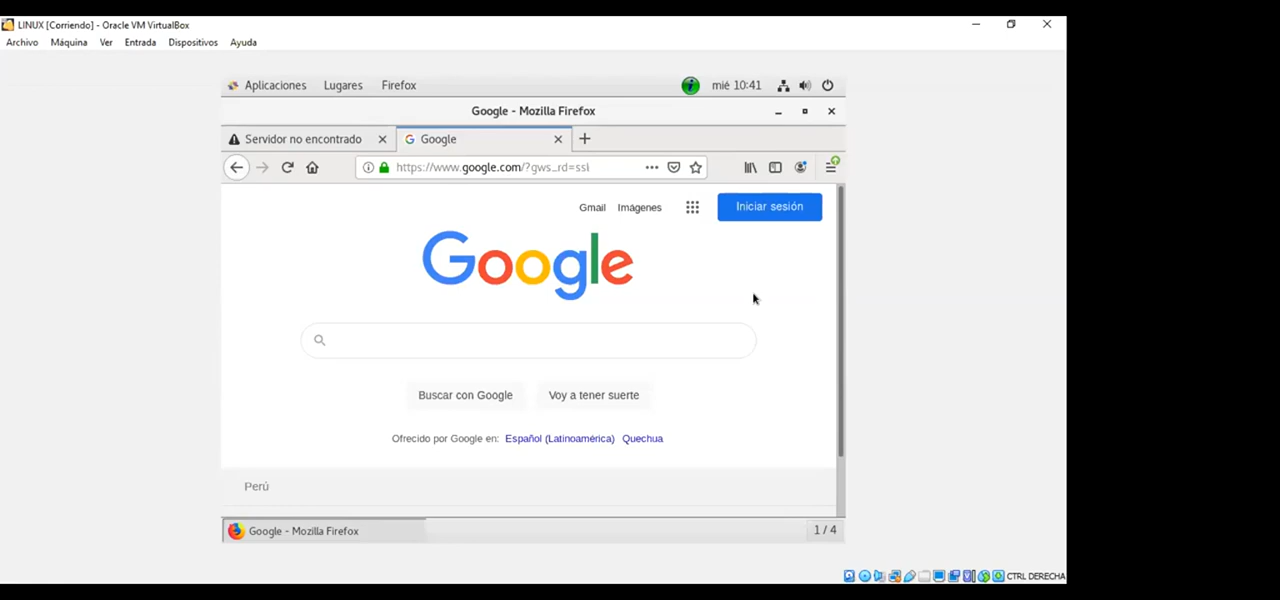 LINUX [Corriendo] - Oracle VM VirtualBox
Archivo Máquina Ver Entrada Dispositivos Ayuda
Aplicaciones Lugares Firefox mié 10:41
Google - Mozilla Firefox
Servidor no encontrado Google
https://www.google.com/?gws_rd=ssl
Gmail Imágenes Iniciar sesión
Google
Buscar con Google Voy a tener suerte
Ofrecido por Google en: Español (Latinoamérica) Quechua
Perú
Google - Mozilla Firefox 1 / 4
CTRL DERECHA